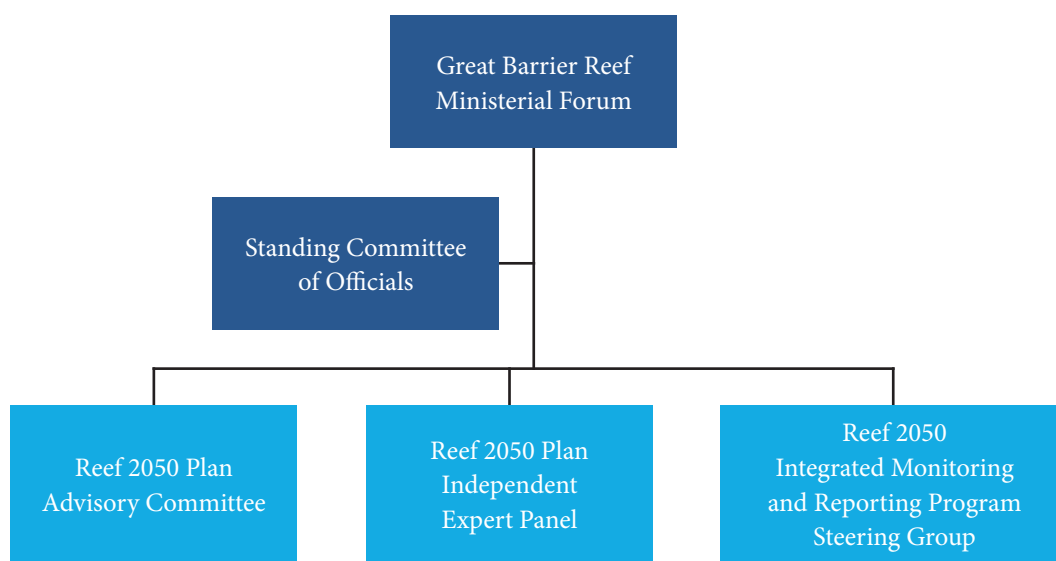 Great Barrier Reef
Ministerial Forum
Standing Committee
of Officials
Reef 2050 Plan
Advisory Committee
Reef 2050 Plan
Independent
Expert Panel
Reef 2050
Integrated Monitoring
and Reporting Program
Steering Group